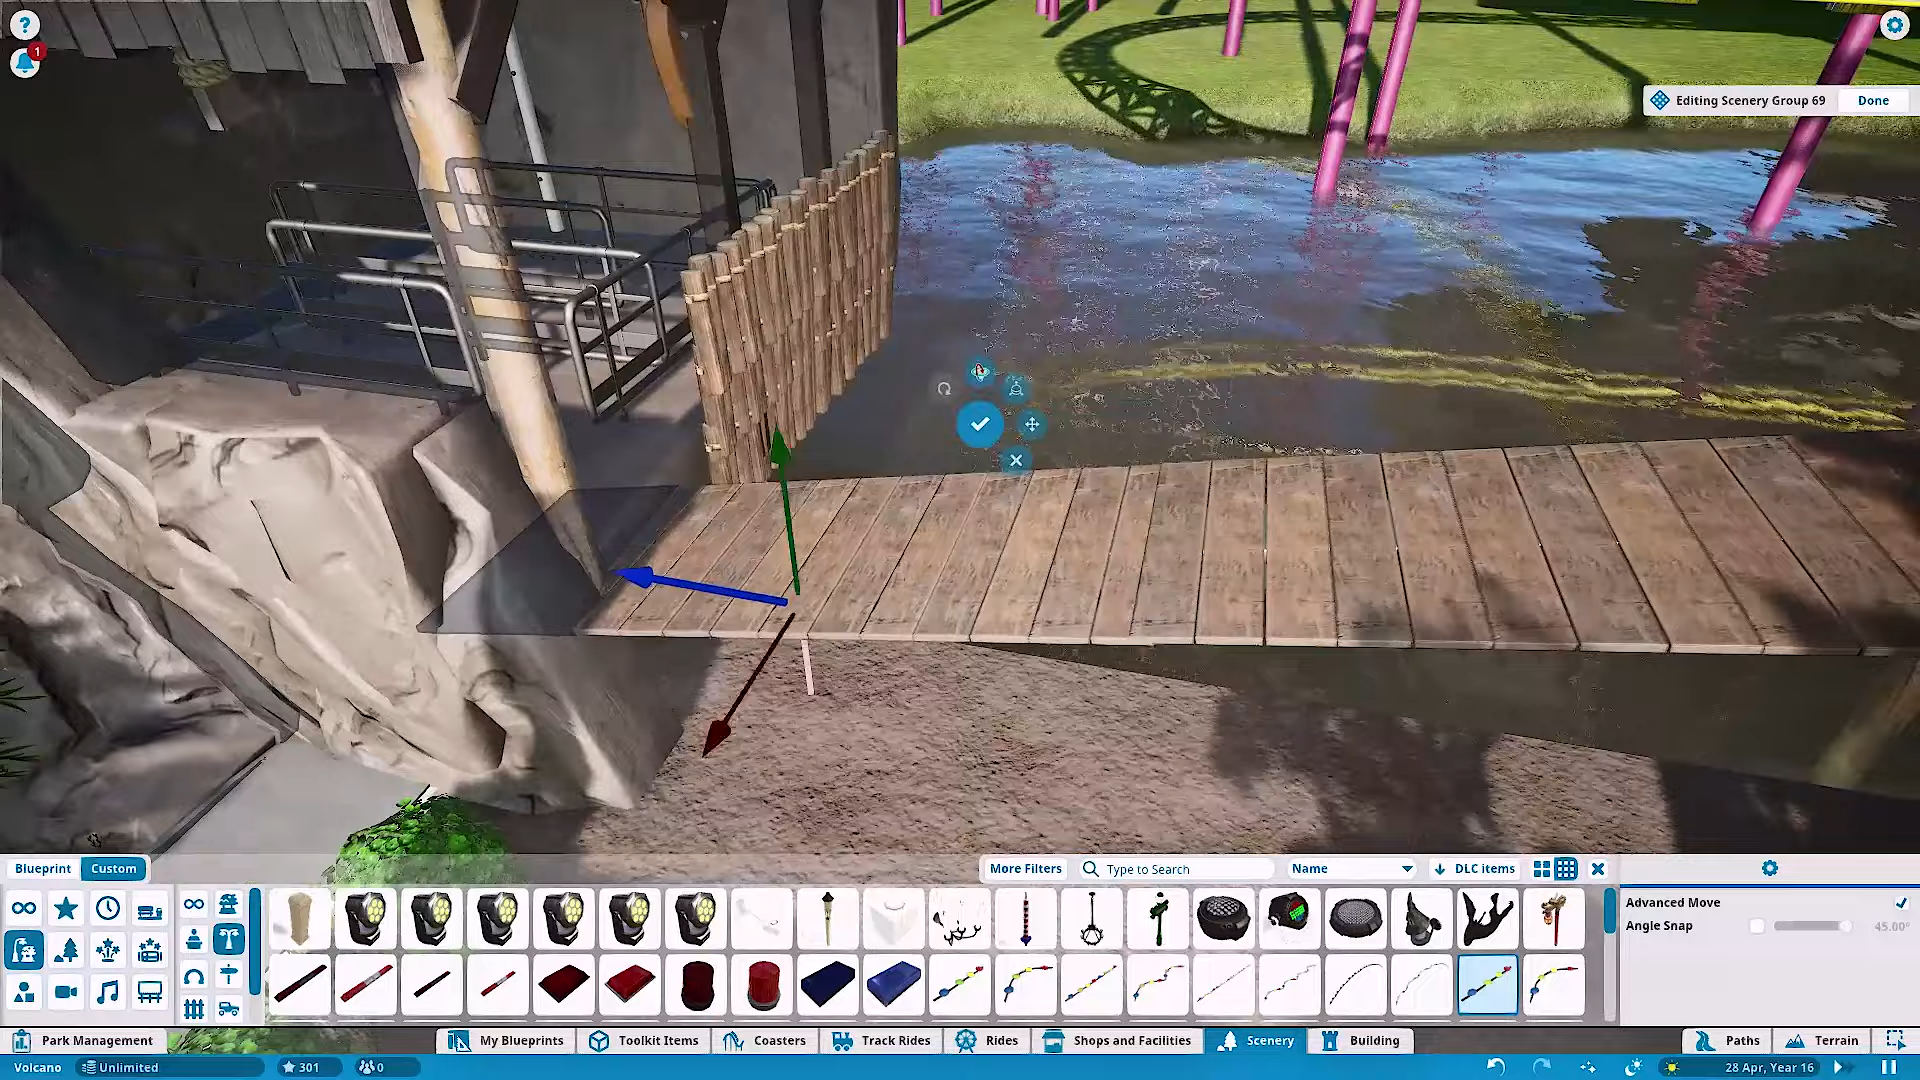 ?
1
Editing Scenery Group 69
Done
Blueprint
Custom
More Filters
Type to Search
Name
DLC items
Advanced Move
Angle Snap
45.00°
Park Management
My Blueprints
Toolkit Items
Coasters
Track Rides
Rides
Shops and Facilities
Scenery
Building
Paths
Terrain
Volcano
Unlimited
301
0
28 Apr, Year 16